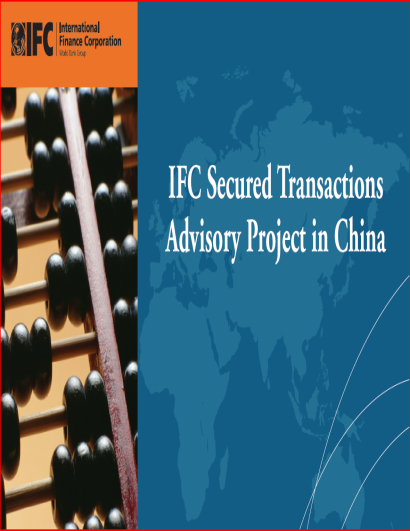 IFC
International
Finance Corporation
World Bank Group
IFC Secured Transactions
Advisory Project in China